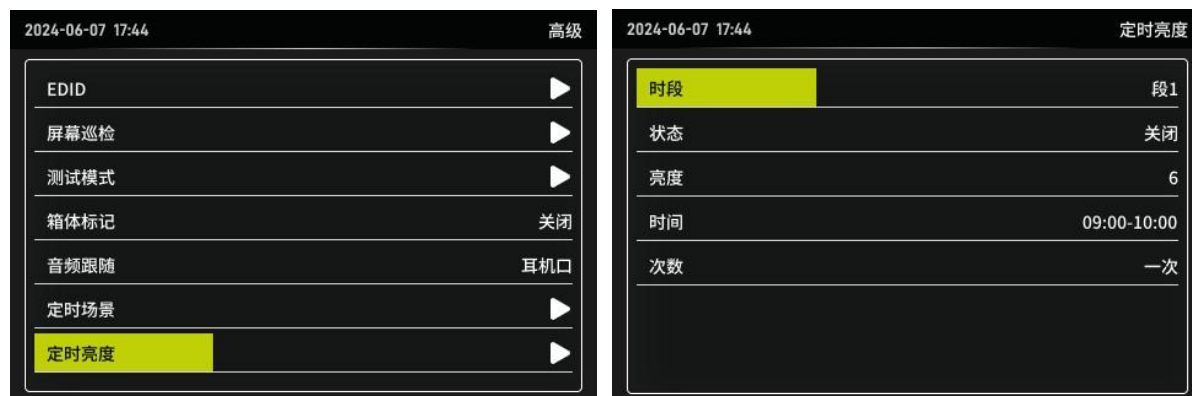 2024-06-07 17:44 高级
EDID
屏幕巡检
测试模式
箱体标记 关闭
音频跟随 耳机口
定时场景
定时亮度
2024-06-07 17:44 定时亮度
时段 段1
状态 关闭
亮度 6
时间 09:00-10:00
次数 一次